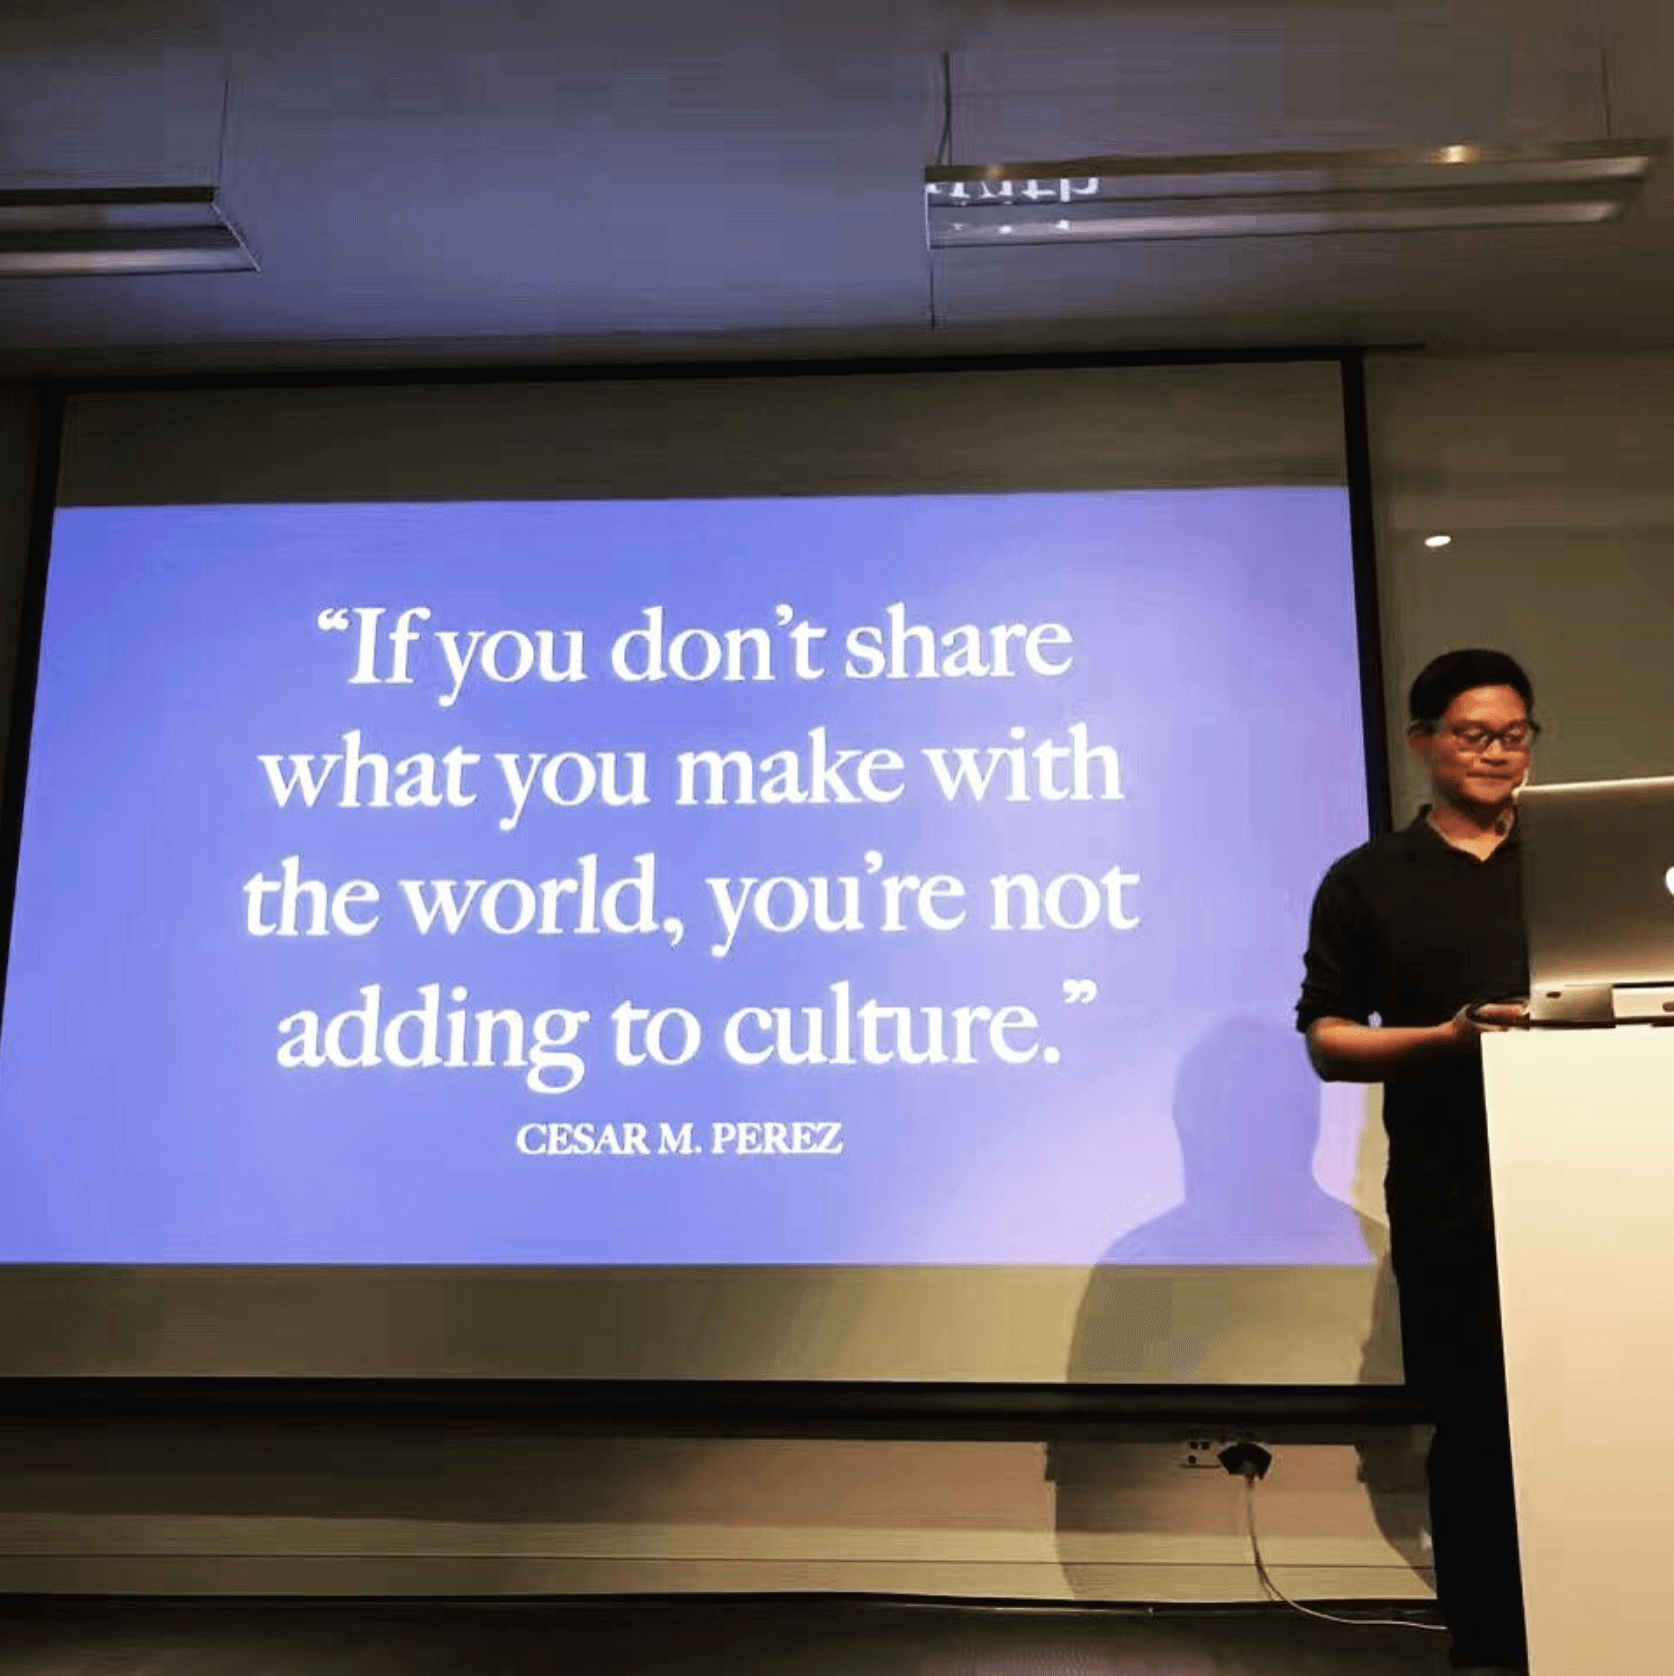 “If you don’t share
what you make with
the world, you’re not
adding to culture.”
CESAR M. PEREZ